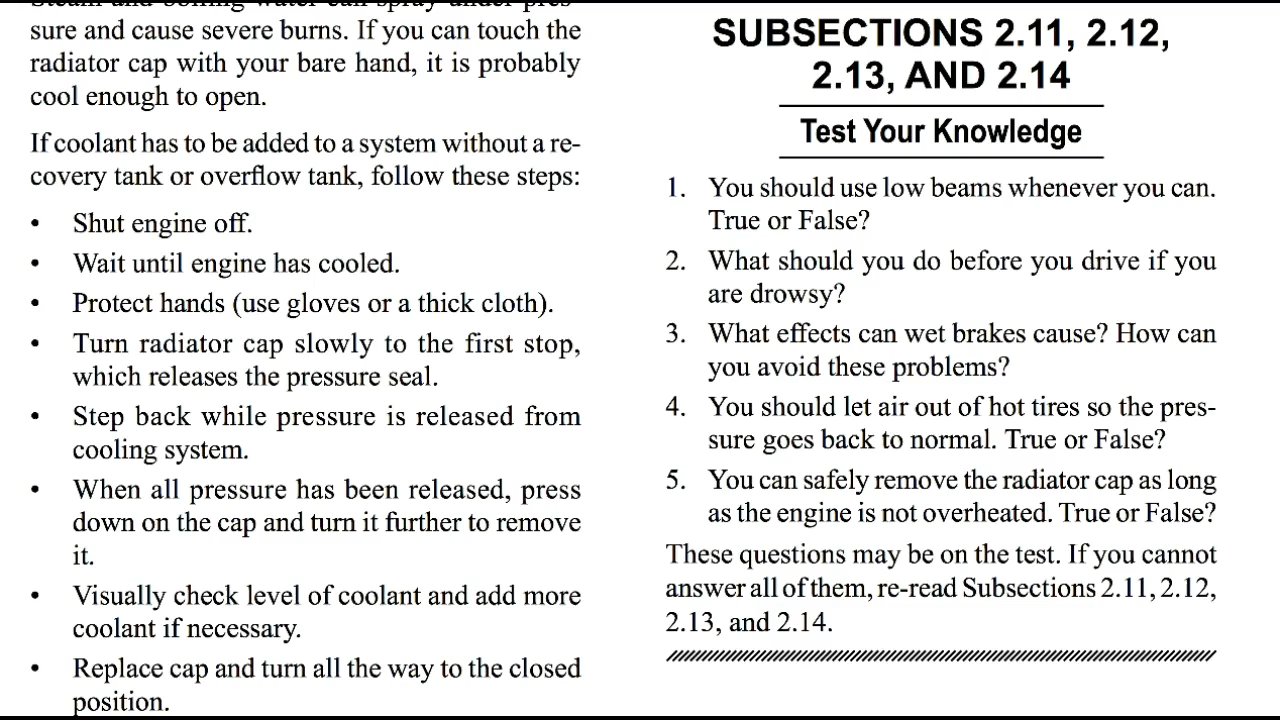 Steam and boiling water can spray under pres-
sure and cause severe burns. If you can touch the
radiator cap with your bare hand, it is probably
cool enough to open.
If coolant has to be added to a system without a re-
covery tank or overflow tank, follow these steps:
• Shut engine off.
• Wait until engine has cooled.
• Protect hands (use gloves or a thick cloth).
• Turn radiator cap slowly to the first stop,
which releases the pressure seal.
• Step back while pressure is released from
cooling system.
• When all pressure has been released, press
down on the cap and turn it further to remove
it.
• Visually check level of coolant and add more
coolant if necessary.
• Replace cap and turn all the way to the closed
position.
SUBSECTIONS 2.11, 2.12,
2.13, AND 2.14
Test Your Knowledge
1. You should use low beams whenever you can.
True or False?
2. What should you do before you drive if you
are drowsy?
3. What effects can wet brakes cause? How can
you avoid these problems?
4. You should let air out of hot tires so the pres-
sure goes back to normal. True or False?
5. You can safely remove the radiator cap as long
as the engine is not overheated. True or False?
These questions may be on the test. If you cannot
answer all of them, re-read Subsections 2.11, 2.12,
2.13, and 2.14.